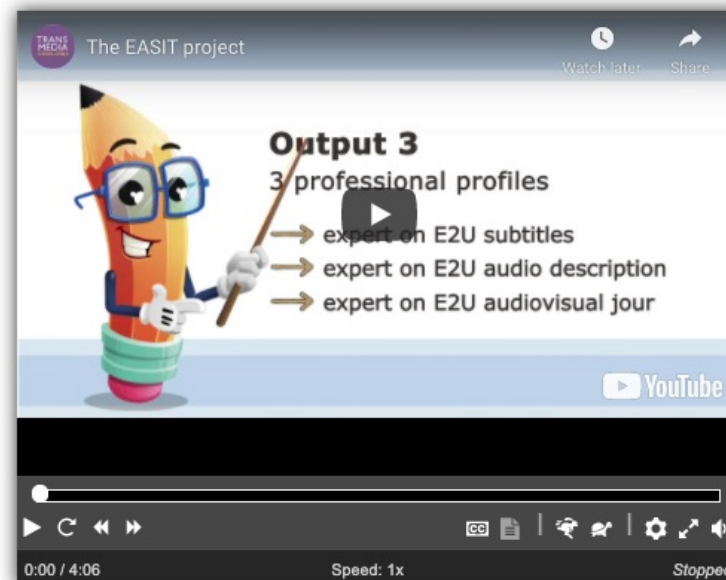 TRANS
MEDIA
The EASIT project
Watch later
Share
Output 3
3 professional profiles
expert on E2U subtitles
expert on E2U audio description
expert on E2U audiovisual jour
YouTube
CC
0:00 / 4:06
Speed: 1x
Stopped